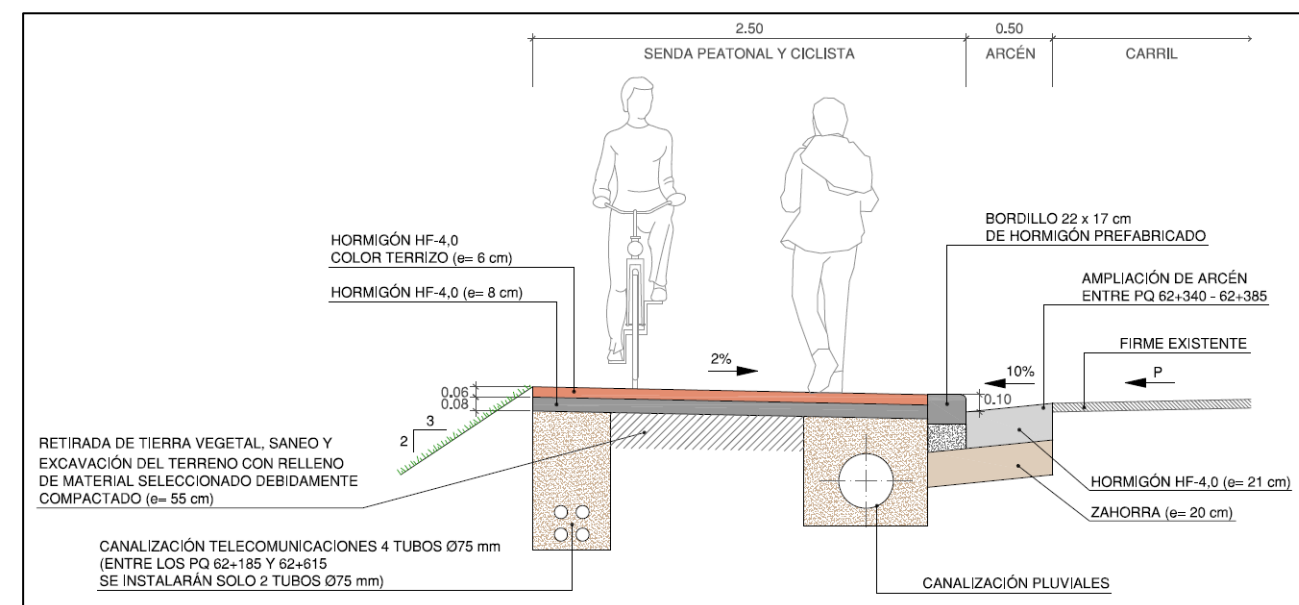 2.50
0.50
SENDA PEATONAL Y CICLISTA
ARCÉN
CARRIL
HORMIGÓN HF-4,0
COLOR TERRIZO (e= 6 cm)
HORMIGÓN HF-4,0 (e= 8 cm)
BORDILLO 22 x 17 cm
DE HORMIGÓN PREFABRICADO
AMPLIACIÓN DE ARCÉN
ENTRE PQ 62+340 - 62+385
FIRME EXISTENTE
2%
10%
P
0.06
0.08
0.10
3
2
RETIRADA DE TIERRA VEGETAL, SANEO Y
EXCAVACIÓN DEL TERRENO CON RELLENO
DE MATERIAL SELECCIONADO DEBIDAMENTE
COMPACTADO (e= 55 cm)
HORMIGÓN HF-4,0 (e= 21 cm)
ZAHORRA (e= 20 cm)
CANALIZACIÓN TELECOMUNICACIONES 4 TUBOS Ø75 mm
(ENTRE LOS PQ 62+185 Y 62+615
SE INSTALARÁN SOLO 2 TUBOS Ø75 mm)
CANALIZACIÓN PLUVIALES